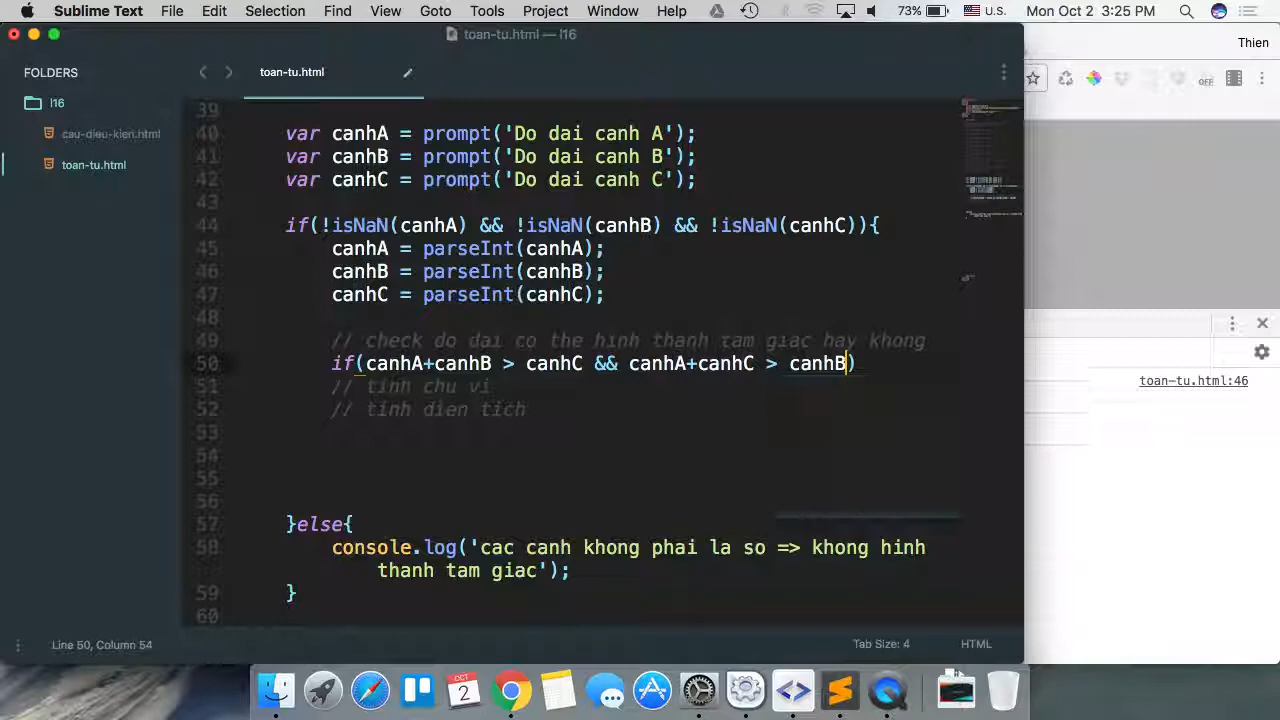 Sublime Text File Edit Selection Find View Goto Tools Project Window Help 73% U.S. Mon Oct 2 3:25 PM
toan-tu.html — l16
Thien
FOLDERS
toan-tu.html
OFF
l16
cau-dieu-kien.html
toan-tu.html
39
40 var canhA = prompt('Do dai canh A');
41 var canhB = prompt('Do dai canh B');
42 var canhC = prompt('Do dai canh C');
43
44 if(!isNaN(canhA) && !isNaN(canhB) && !isNaN(canhC)){
45 canhA = parseInt(canhA);
46 canhB = parseInt(canhB);
47 canhC = parseInt(canhC);
48
49 // check do dai co the hinh thanh tam giac hay khong
50 if(canhA+canhB > canhC && canhA+canhC > canhB)
51 // tinh chu vi
52 // tinh dien tich
53
54
55
56
57 }else{
58 console.log('cac canh khong phai la so => khong hinh
thanh tam giac');
59 }
60
toan-tu.html:46
Line 50, Column 54
Tab Size: 4
HTML
OCT
2